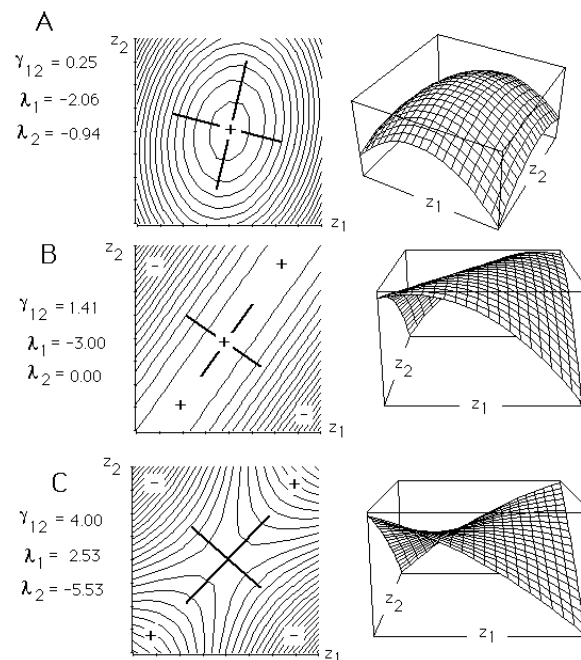 A
γ12 = 0.25
λ1 = -2.06
λ2 = -0.94
z2
+
z1
z1
z2
B
γ12 = 1.41
λ1 = -3.00
λ2 = 0.00
z2
-
+
+
+
-
z1
z2
z1
C
γ12 = 4.00
λ1 = 2.53
λ2 = -5.53
z2
-
+
+
-
z1
z2
z1